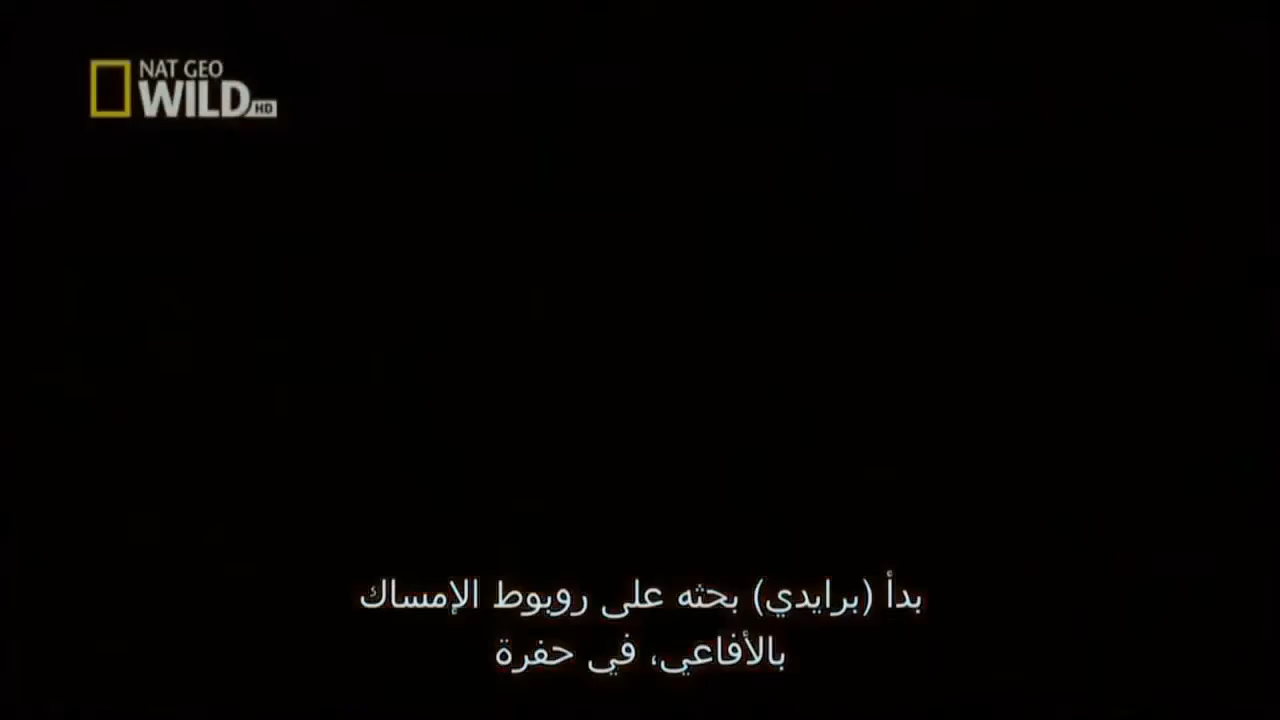 NAT GEO
WILD HD
بدأ (برايدي) بحثه على روبوط الإمساك
بالأفاعي، في حفرة